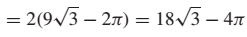 = 2(9√3 − 2π) = 18√3 − 4π